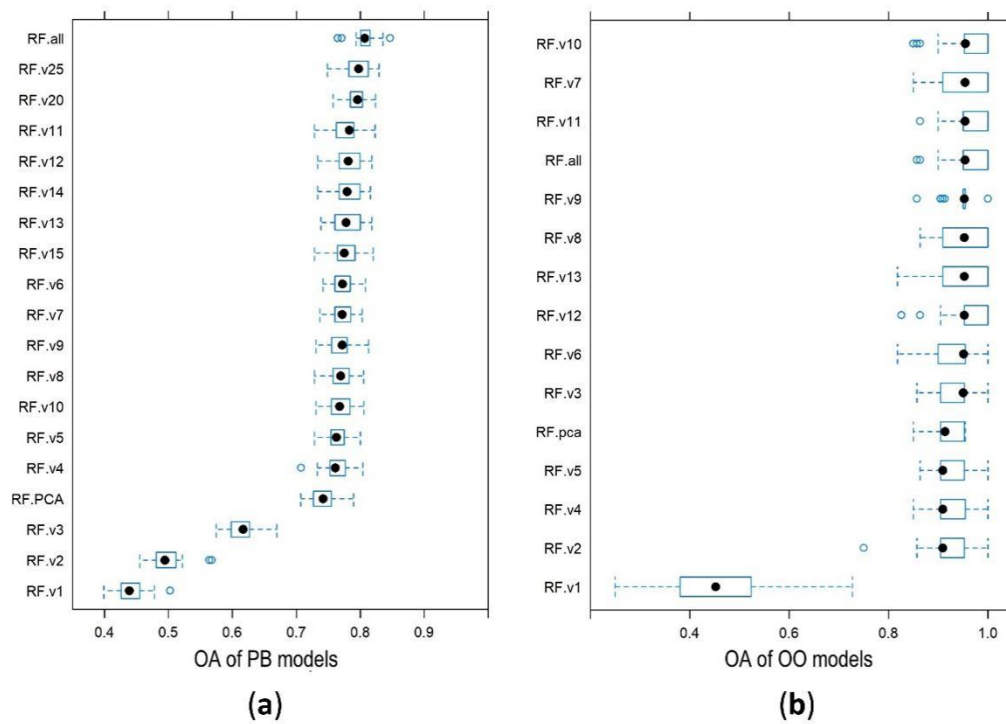 RF.all
RF.v25
RF.v20
RF.v11
RF.v12
RF.v14
RF.v13
RF.v15
RF.v6
RF.v7
RF.v9
RF.v8
RF.v10
RF.v5
RF.v4
RF.PCA
RF.v3
RF.v2
RF.v1
0.4 0.5 0.6 0.7 0.8 0.9
OA of PB models
(a)
RF.v10
RF.v7
RF.v11
RF.all
RF.v9
RF.v8
RF.v13
RF.v12
RF.v6
RF.v3
RF.pca
RF.v5
RF.v4
RF.v2
RF.v1
0.4 0.8 1.0
OA of OO models
(b)